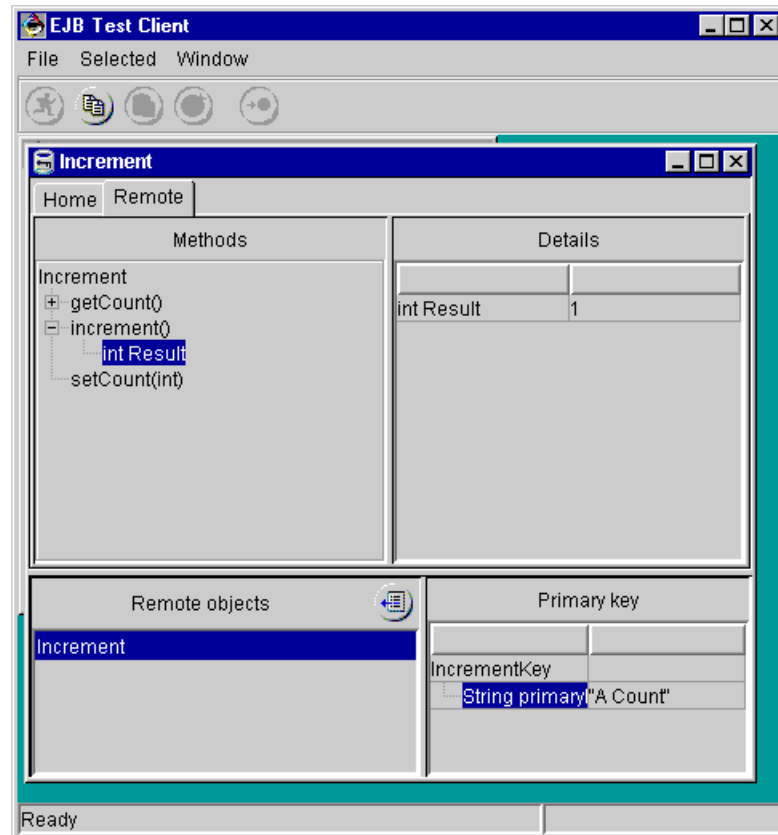 EJB Test Client
File Selected Window
Increment
Home Remote
Methods
Increment
getCount()
increment()
int Result
setCount(int)
Details
int Result 1
Remote objects
Increment
Primary key
IncrementKey
String primary "A Count"
Ready